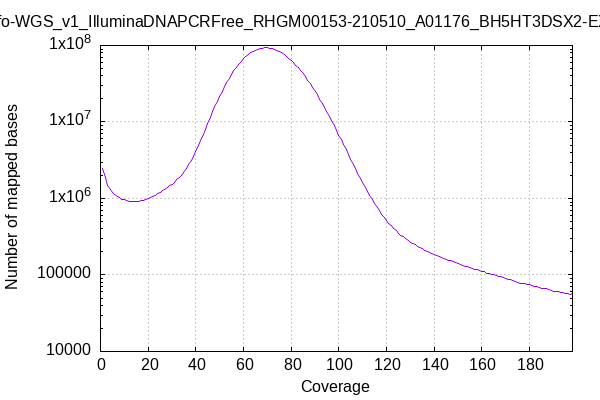 fo-WGS_v1_IlluminaDNAPCRFree_RHGM00153-210510_A01176_BH5HT3DSX2-EX
1x10^8
1x10^7
1x10^6
100000
10000
Number of mapped bases
0 20 40 60 80 100 120 140 160 180
Coverage